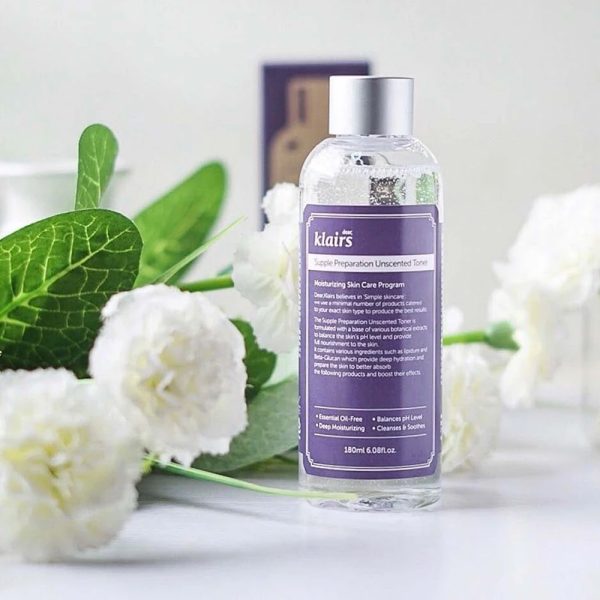 dear,
klairs
Supple Preparation Unscented Toner
Moisturizing Skin Care Program
Dear,Klairs believes in 'Simple skincare'
we use a minimal number of products catered
to your exact skin type to produce the best results.
The Supple Preparation Unscented Toner is
formulated with a base of various botanical extracts
to balance the skin's pH level and provide
full nourishment to the skin.
It contains various ingredients such as lipidure and
Beta-Glucan which provide deep hydration and
prepare the skin to better absorb
the following products and boost their effects.
• Essential Oil-Free • Balances pH Level
• Deep Moisturizing • Cleanses & Soothes
180ml 6.08fl.oz.